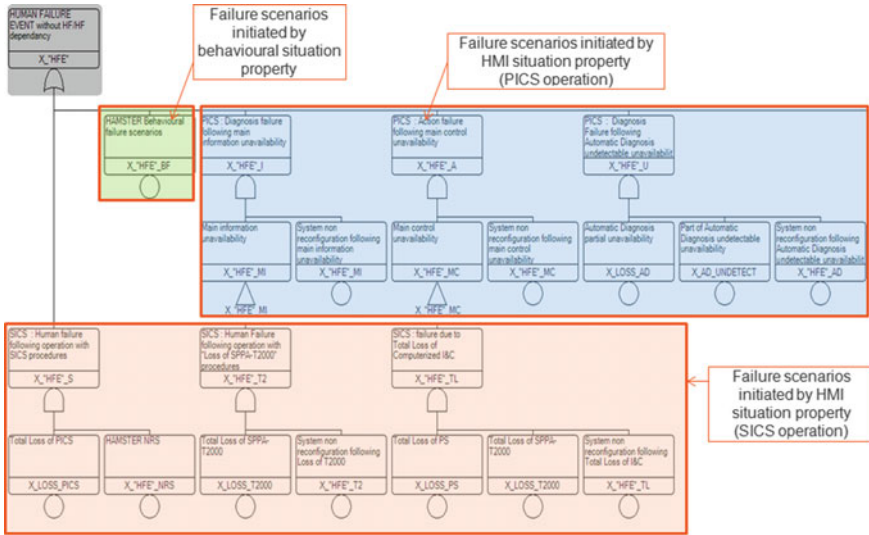 HUMAN FAILURE
EVENT without HF/HF
dependancy
X_"HFE"
Failure scenarios
initiated by
behavioural situation
property
Failure scenarios initiated by
HMI situation property
(PICS operation)
HAMSTER Behavioural
failure scenarios
X_"HFE"_BF
PICS : Diagnosis failure
following main
information unavailability
X_"HFE"_I
PICS : Action failure
following main control
unavailability
X_"HFE"_A
PICS : Diagnosis
Failure following
Automatic Diagnosis
undetectable unavailabilit
X_"HFE"_U
Main information
unavailability
X_"HFE"_MI
X_"HFE"_MI
System non
reconfiguration following
main information
unavailability
X_"HFE"_MI
Main control
unavailability
X_"HFE"_MC
X_"HFE"_MC
System non
reconfiguration following
main control
unavailability
X_"HFE"_MC
Automatic Diagnosis
partial unavailability
X_LOSS_AD
Part of Automatic
Diagnosis undetectable
unavailability
X_AD_UNDETECT
System non
reconfiguration following
Automatic Diagnosis
undetectable unavailabilit
X_"HFE"_AD
SICS : Human failure
following operation with
SICS procedures
X_"HFE"_S
SICS : Human Failure
following operation with
"Loss of SPPA-T2000"
procedures
X_"HFE"_T2
SICS : failure due to
Total Loss of
Computerized I&C
X_"HFE"_TL
Failure scenarios
initiated by HMI
situation property
(SICS operation)
Total Loss of PICS
X_LOSS_PICS
HAMSTER NRS
X_"HFE"_NRS
Total Loss of SPPA-
T2000
X_LOSS_T2000
System non
reconfiguration following
Loss of T2000
X_"HFE"_T2
Total Loss of PS
X_LOSS_PS
Total Loss of SPPA-
T2000
X_LOSS_T2000
System non
reconfiguration following
Total Loss of I&C
X_"HFE"_TL